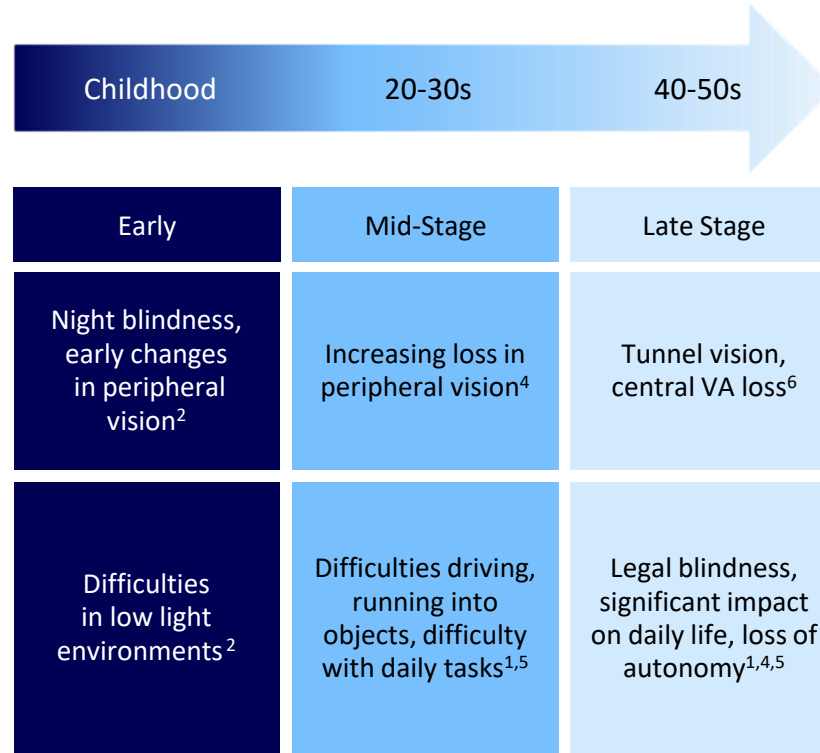 Childhood
20-30s
40-50s
Early
Mid-Stage
Late Stage
Night blindness,
early changes
in peripheral
vision²
Increasing loss in
peripheral vision⁴
Tunnel vision,
central VA loss⁶
Difficulties
in low light
environments²
Difficulties driving,
running into
objects, difficulty
with daily tasks¹,⁵
Legal blindness,
significant impact
on daily life, loss of
autonomy¹,⁴,⁵